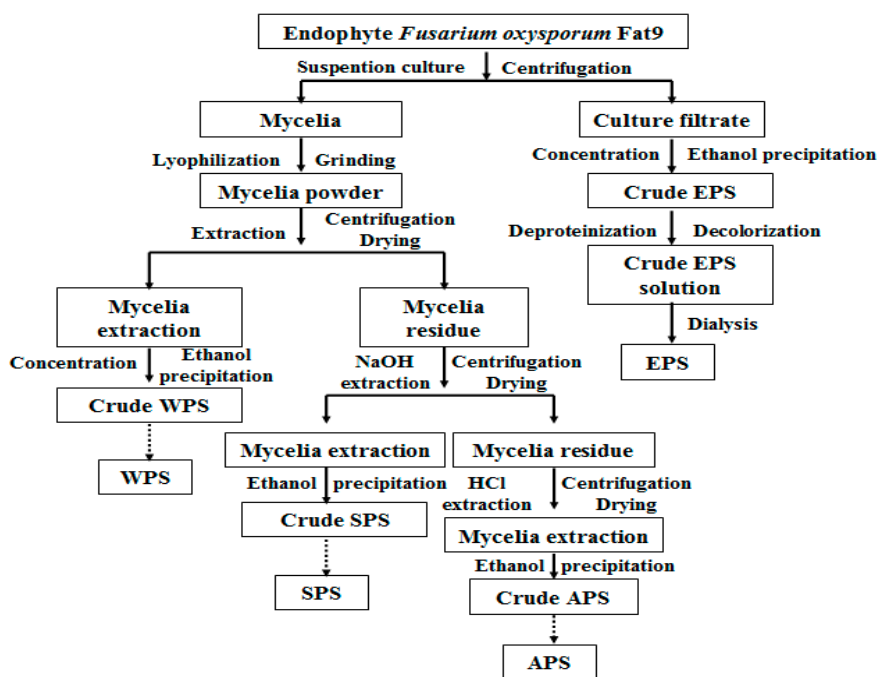 Endophyte Fusarium oxysporum Fat9
Suspention culture
Centrifugation
Mycelia
Culture filtrate
Lyophilization
Grinding
Concentration
Ethanol precipitation
Mycelia powder
Crude EPS
Extraction
Centrifugation
Drying
Deproteinization
Decolorization
Crude EPS
solution
Mycelia
extraction
Mycelia
residue
Dialysis
Concentration
Ethanol
precipitation
NaOH
extraction
Centrifugation
Drying
EPS
Crude WPS
Mycelia extraction
Mycelia residue
WPS
Ethanol
precipitation
HCl
extraction
Centrifugation
Drying
Crude SPS
Mycelia extraction
Ethanol
precipitation
SPS
Crude APS
APS